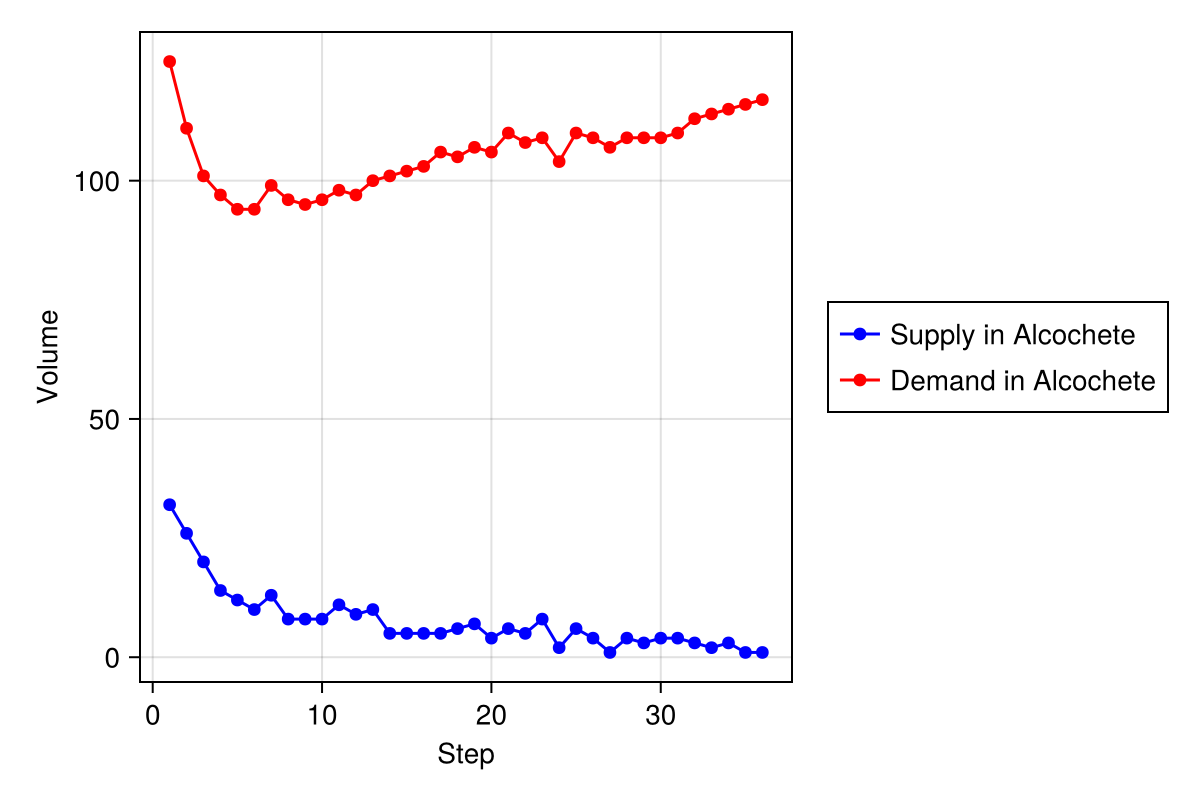 Volume
100
50
0
0 10 20 30
Step
Supply in Alcochete
Demand in Alcochete